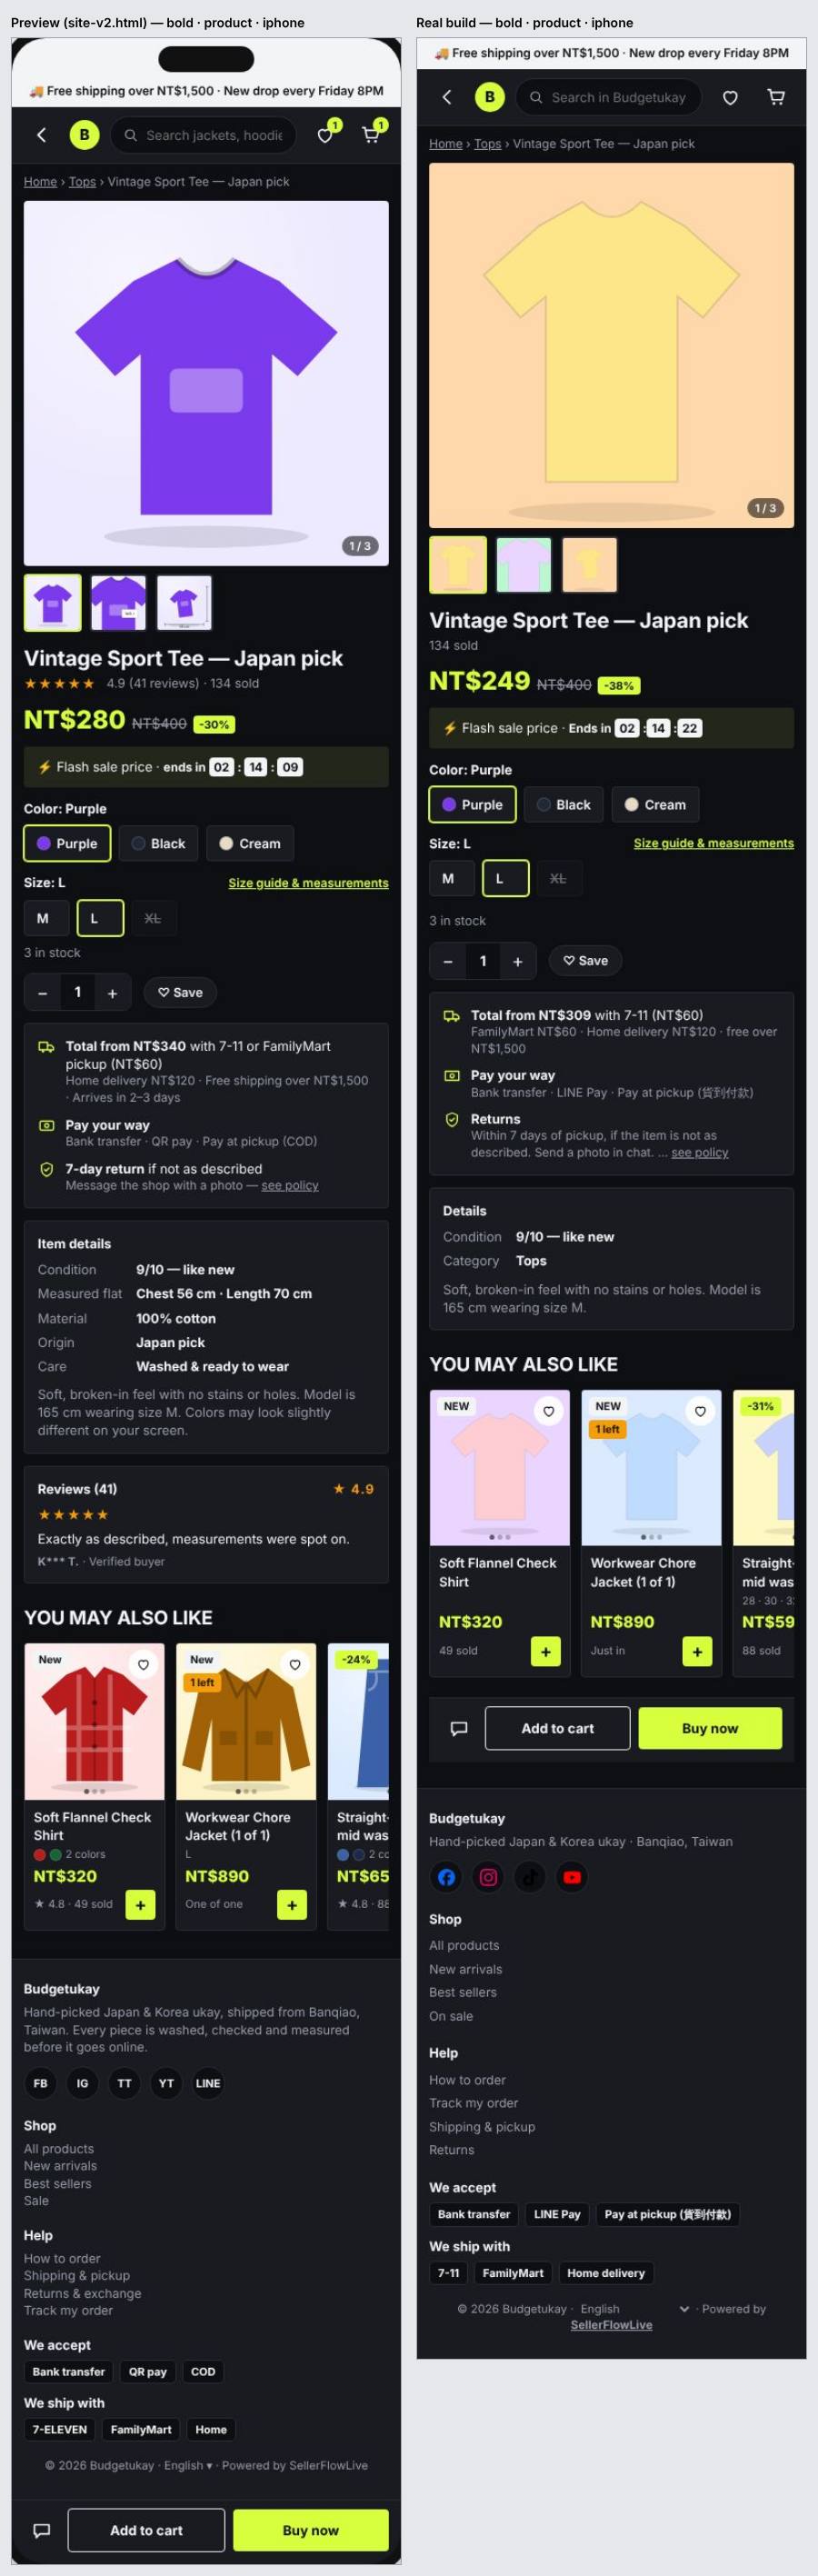 Preview (site-v2.html) — bold · product · iphone
🚚 Free shipping over NT$1,500 · New drop every Friday 8PM
B
Search jackets, hoodie
1
1
Home › Tops › Vintage Sport Tee — Japan pick
1 / 3
Vintage Sport Tee — Japan pick
★★★★★ 4.9 (41 reviews) · 134 sold
NT$280 NT$400 -30%
⚡ Flash sale price · ends in 02 : 14 : 09
Color: Purple
Purple
Black
Cream
Size: L
Size guide & measurements
M
L
XL
3 in stock
− 1 +
♡ Save
Total from NT$340 with 7-11 or FamilyMart
pickup (NT$60)
Home delivery NT$120 · Free shipping over NT$1,500
· Arrives in 2–3 days
Pay your way
Bank transfer · QR pay · Pay at pickup (COD)
7-day return if not as described
Message the shop with a photo — see policy
Item details
Condition 9/10 — like new
Measured flat Chest 56 cm · Length 70 cm
Material 100% cotton
Origin Japan pick
Care Washed & ready to wear
Soft, broken-in feel with no stains or holes. Model is
165 cm wearing size M. Colors may look slightly
different on your screen.
Reviews (41) ★ 4.9
★★★★★
Exactly as described, measurements were spot on.
K*** T. · Verified buyer
YOU MAY ALSO LIKE
New
Soft Flannel Check
Shirt
2 colors
NT$320
★ 4.8 · 49 sold
+
New
1 left
Workwear Chore
Jacket (1 of 1)
L
NT$890
One of one
+
-24%
Straight-
mid was
2 co
NT$65
★ 4.8 · 88
Budgetukay
Hand-picked Japan & Korea ukay, shipped from Banqiao,
Taiwan. Every piece is washed, checked and measured
before it goes online.
FB IG TT YT LINE
Shop
All products
New arrivals
Best sellers
Sale
Help
How to order
Shipping & pickup
Returns & exchange
Track my order
We accept
Bank transfer QR pay COD
We ship with
7-ELEVEN FamilyMart Home
© 2026 Budgetukay · English ▾ · Powered by SellerFlowLive
Add to cart
Buy now
Real build — bold · product · iphone
🚚 Free shipping over NT$1,500 · New drop every Friday 8PM
B
Search in Budgetukay
Home › Tops › Vintage Sport Tee — Japan pick
1 / 3
Vintage Sport Tee — Japan pick
134 sold
NT$249 NT$400 -38%
⚡ Flash sale price · Ends in 02 : 14 : 22
Color: Purple
Purple
Black
Cream
Size: L
Size guide & measurements
M
L
XL
3 in stock
− 1 +
♡ Save
Total from NT$309 with 7-11 (NT$60)
FamilyMart NT$60 · Home delivery NT$120 · free over
NT$1,500
Pay your way
Bank transfer · LINE Pay · Pay at pickup (貨到付款)
Returns
Within 7 days of pickup, if the item is not as
described. Send a photo in chat. ... see policy
Details
Condition 9/10 — like new
Category Tops
Soft, broken-in feel with no stains or holes. Model is
165 cm wearing size M.
YOU MAY ALSO LIKE
NEW
Soft Flannel Check
Shirt
NT$320
49 sold
+
NEW
1 left
Workwear Chore
Jacket (1 of 1)
NT$890
Just in
+
-31%
Straight-
mid was
28 · 30 · 3
NT$59
88 sold
Add to cart
Buy now
Budgetukay
Hand-picked Japan & Korea ukay · Banqiao, Taiwan
Shop
All products
New arrivals
Best sellers
On sale
Help
How to order
Track my order
Shipping & pickup
Returns
We accept
Bank transfer LINE Pay Pay at pickup (貨到付款)
We ship with
7-11 FamilyMart Home delivery
© 2026 Budgetukay · English · Powered by
SellerFlowLive